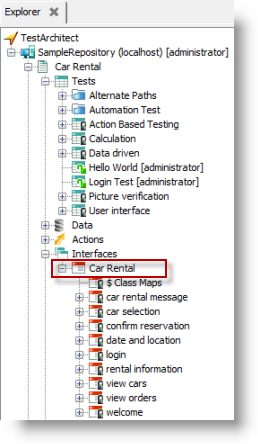 Explorer
TestArchitect
SampleRepository (localhost) [administrator]
Car Rental
Tests
Alternate Paths
Automation Test
Action Based Testing
Calculation
Data driven
Hello World [administrator]
Login Test [administrator]
Picture verification
User interface
Data
Actions
Interfaces
Car Rental
$ Class Maps
car rental message
car selection
confirm reservation
date and location
login
rental information
view cars
view orders
welcome